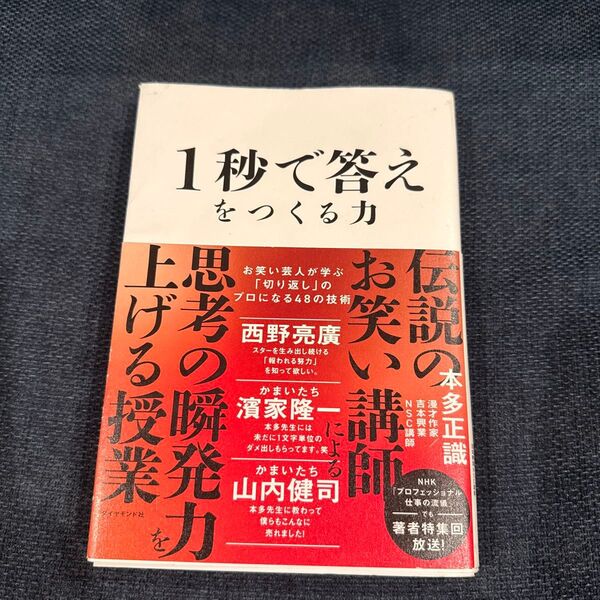 1秒で答え
をつくる力
お笑い芸人が学ぶ
「切り返し」の
プロになる48の技術
伝説の
お笑い講師
による
思考の瞬発力を
上げる授業
本多正識
漫才作家
吉本興業
NSC講師
西野亮廣
スターを生み出し続ける
「報われる努力」
を知って欲しい。
かまいたち
濱家隆一
本多先生には
未だに1文字単位の
ダメ出しもらってます。笑
かまいたち
山内健司
本多先生に教わって
僕らもこんなに
売れました!
NHK
「プロフェッショナル
仕事の流儀」
でも
著者特集回
放送!
ダイヤモンド社